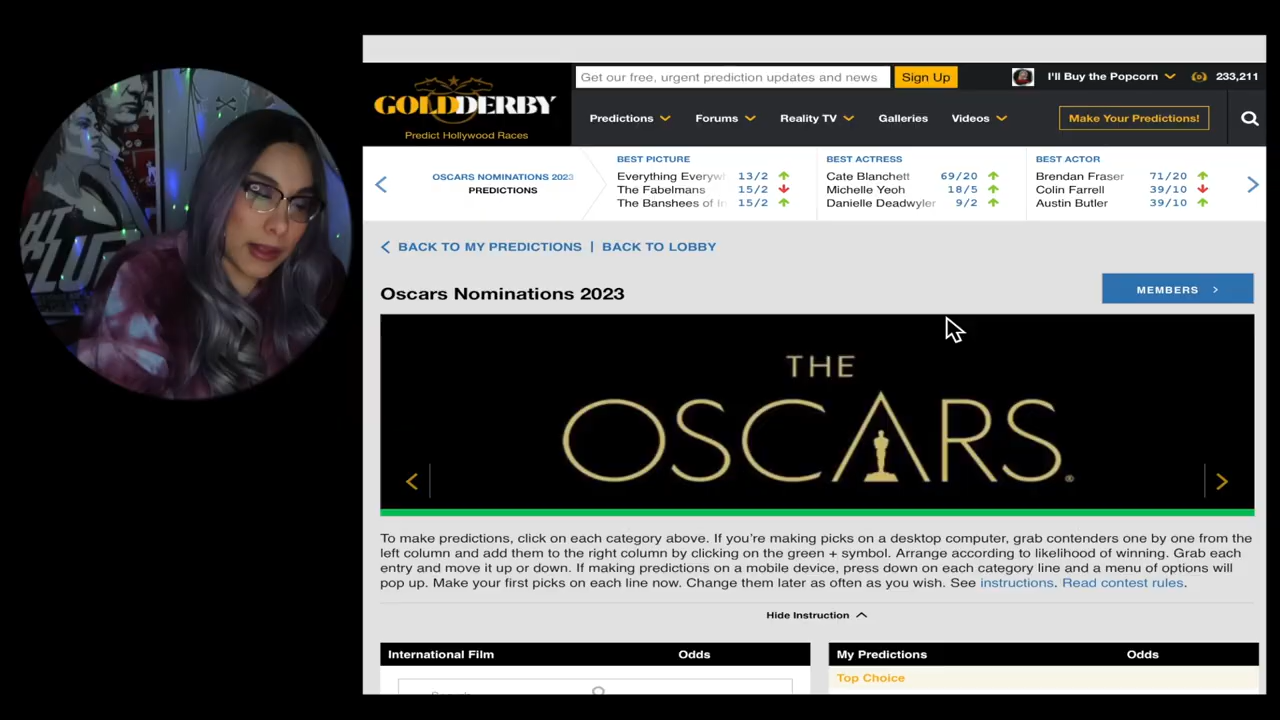 Get our free, urgent prediction updates and news
Sign Up
I'll Buy the Popcorn
233,211
GOLDDERBY
Predict Hollywood Races
Predictions
Forums
Reality TV
Galleries
Videos
Make Your Predictions!
OSCARS NOMINATIONS 2023
PREDICTIONS
BEST PICTURE
Everything Everyw
13/2
The Fabelmans
15/2
The Banshees of
15/2
BEST ACTRESS
Cate Blanchett
69/20
Michelle Yeoh
18/5
Danielle Deadwyler
9/2
BEST ACTOR
Brendan Fraser
71/20
Colin Farrell
39/10
Austin Butler
39/10
BACK TO MY PREDICTIONS | BACK TO LOBBY
Oscars Nominations 2023
MEMBERS
THE
OSCARS
To make predictions, click on each category above. If you're making picks on a desktop computer, grab contenders one by one from the
left column and add them to the right column by clicking on the green + symbol. Arrange according to likelihood of winning. Grab each
entry and move it up or down. If making predictions on a mobile device, press down on each category line and a menu of options will
pop up. Make your first picks on each line now. Change them later as often as you wish. See instructions. Read contest rules.
Hide Instruction
International Film
Odds
My Predictions
Odds
Top Choice